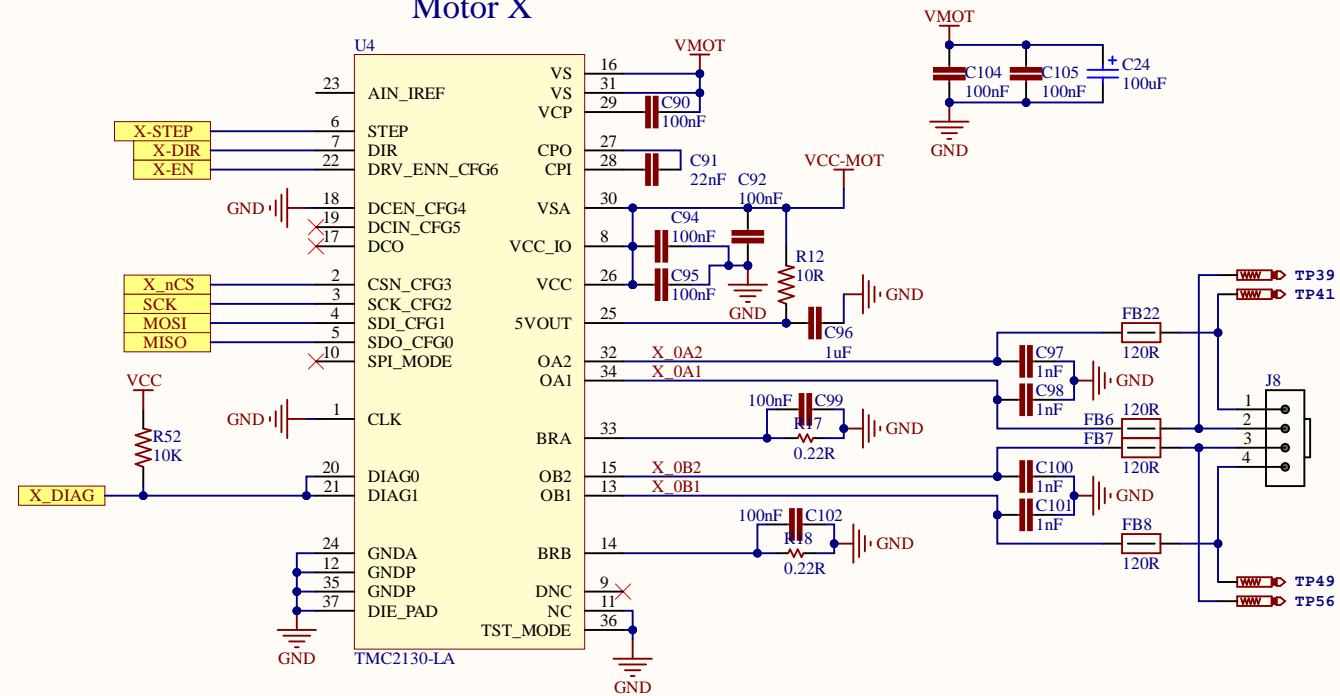 Motor X
VMOT
C104
100nF
C105
100nF
C24
100uF
+
GND
U4
VMOT
23 AIN_IREF
VS 16
VS 31
VCP 29
C90
100nF
X-STEP 6 STEP
X-DIR 7 DIR
X-EN 22 DRV_ENN_CFG6
CPO 27
CPI 28
C91
22nF
VCC-MOT
C92
100nF
GND 18 DCEN_CFG4
19 DCIN_CFG5
17 DCO
VSA 30
C94
100nF
VCC_IO 8
R12
10R
X_nCS 2 CSN_CFG3
SCK 3 SCK_CFG2
MOSI 4 SDI_CFG1
MISO 5 SDO_CFG0
10 SPI_MODE
VCC 26
C95
100nF
GND
GND
5VOUT 25
C96
1uF
TP39
TP41
FB22
120R
OA2 32 X_0A2
OA1 34 X_0A1
C97
1nF
C98
1nF
GND
J8
1
2
3
4
VCC
R52
10K
GND 1 CLK
100nF C99
R17
0.22R
GND
BRA 33
120R
FB6
FB7
120R
20 DIAG0
X_DIAG 21 DIAG1
OB2 15 X_0B2
OB1 13 X_0B1
C100
1nF
C101
1nF
GND
100nF C102
R18
0.22R
GND
FB8
120R
24 GNDA
12 GNDP
35 GNDP
37 DIE_PAD
GND
BRB 14
DNC 9
NC 11
TST_MODE 36
GND
TP49
TP56
TMC2130-LA